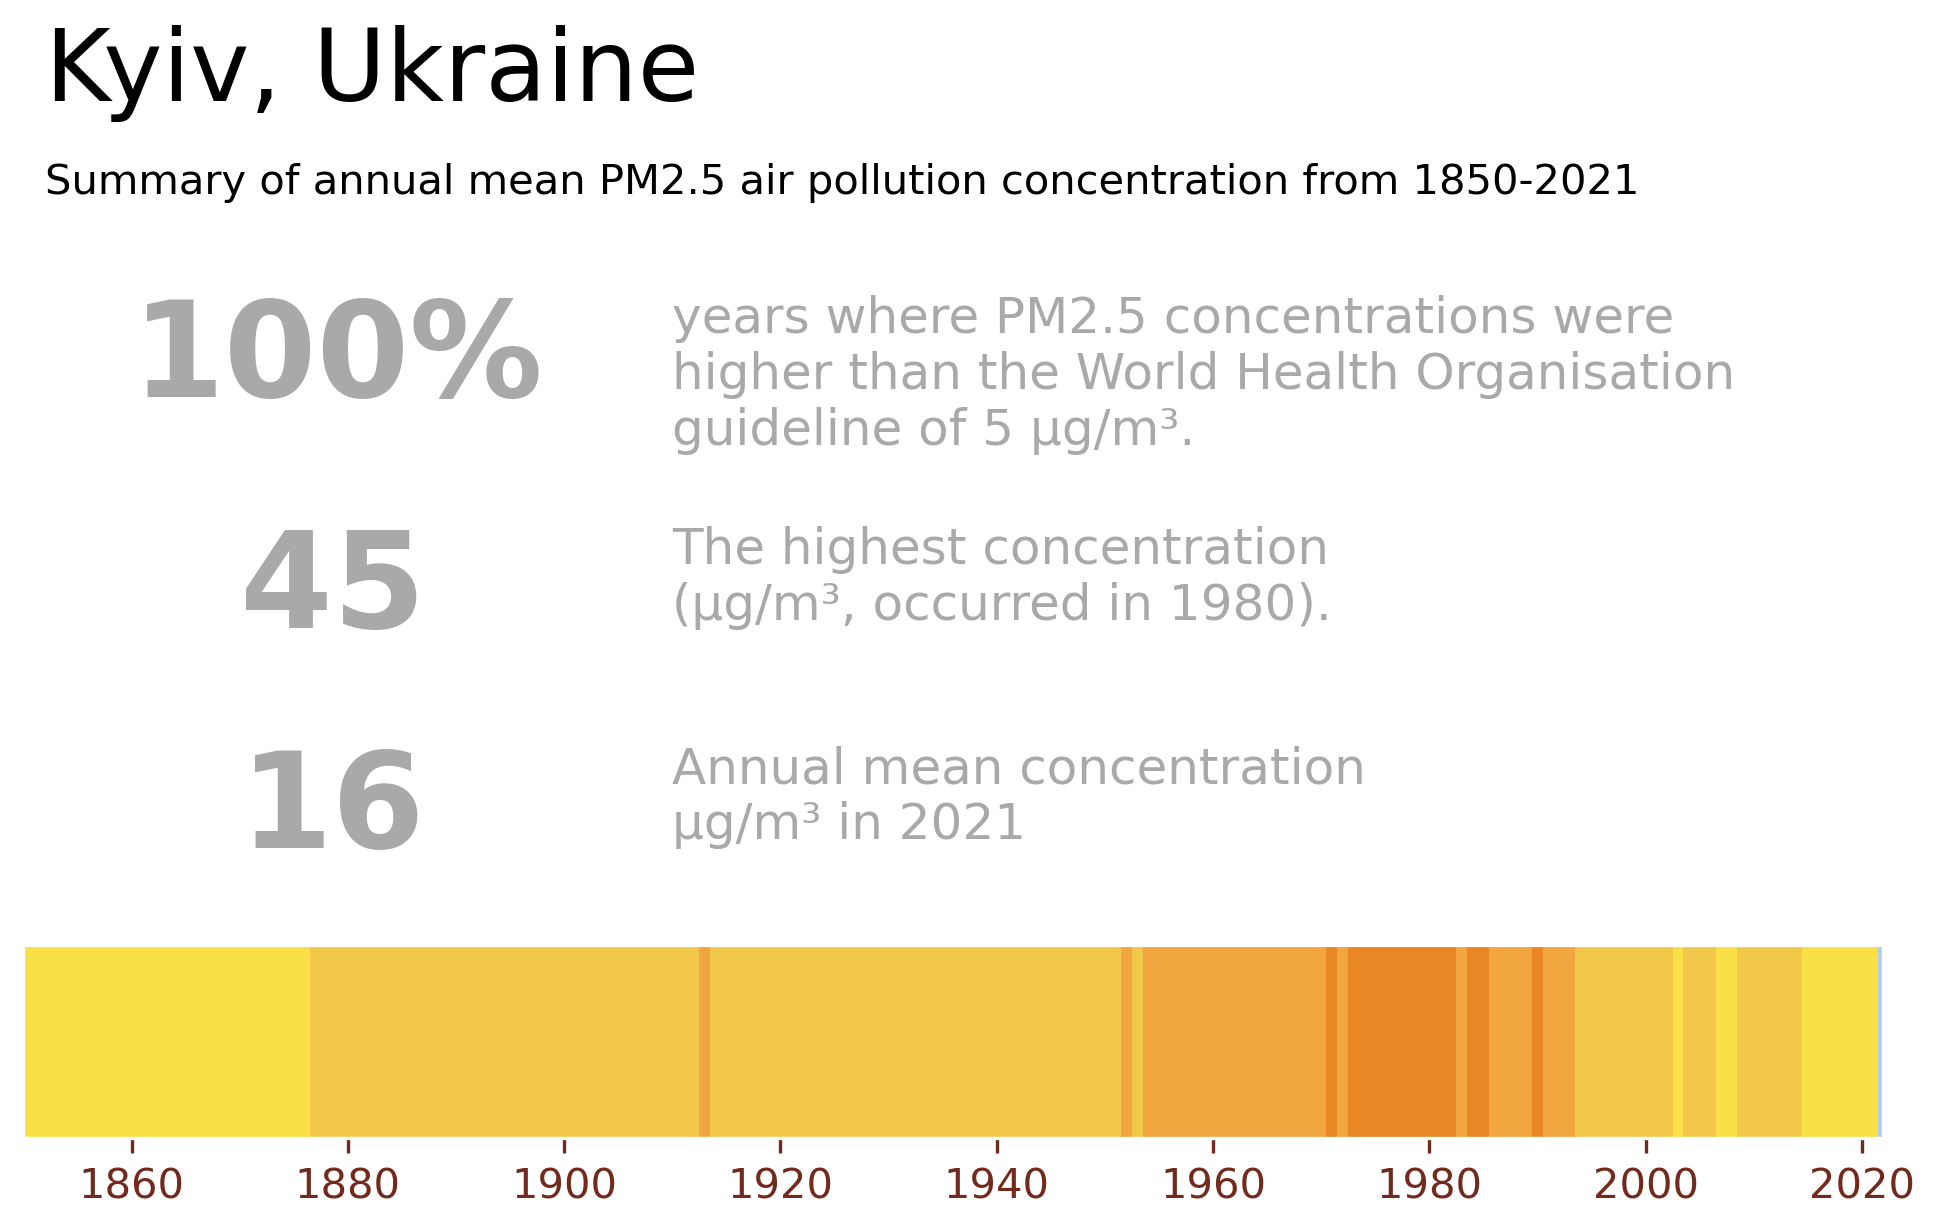 Kyiv, Ukraine
Summary of annual mean PM2.5 air pollution concentration from 1850-2021
100%
years where PM2.5 concentrations were
higher than the World Health Organisation
guideline of 5 µg/m³.
45
The highest concentration
(µg/m³, occurred in 1980).
16
Annual mean concentration
µg/m³ in 2021
1860 1880 1900 1920 1940 1960 1980 2000 2020